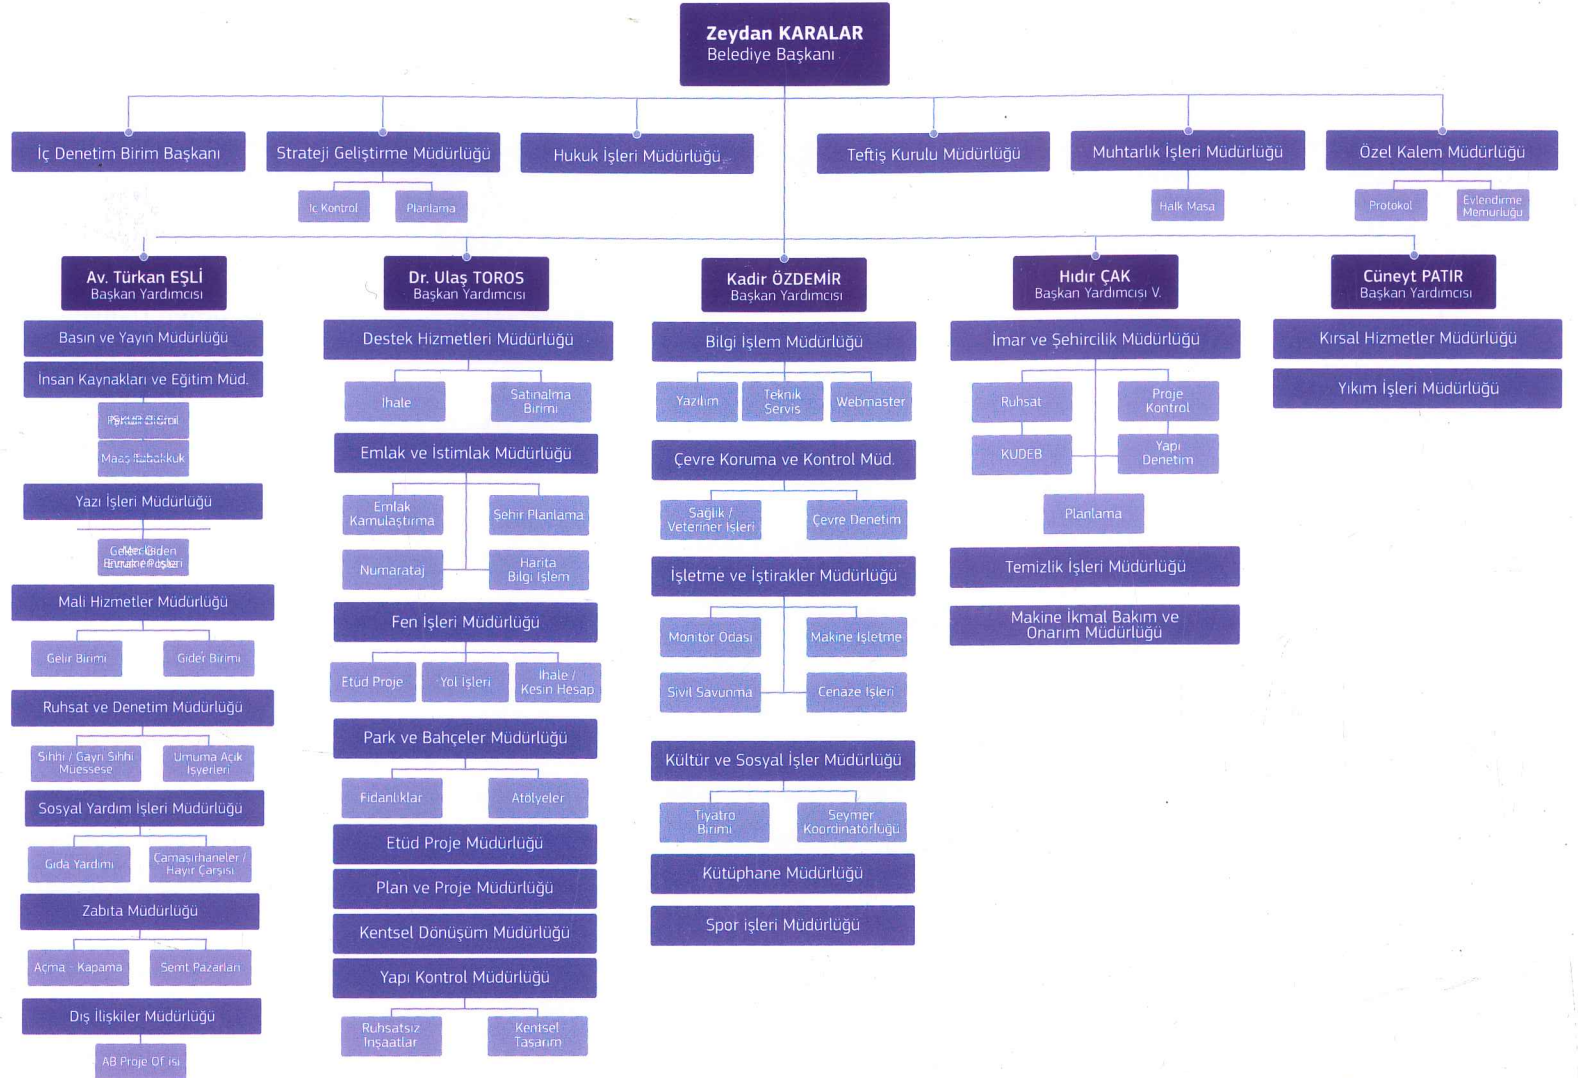 Zeydan KARALAR
Belediye Başkanı
İç Denetim Birim Başkanı
Strateji Geliştirme Müdürlüğü
İç Kontrol
Planlama
Hukuk İşleri Müdürlüğü
Teftiş Kurulu Müdürlüğü
Muhtarlık İşleri Müdürlüğü
Halk Masa
Özel Kalem Müdürlüğü
Protokol
Evlendirme
Memurluğu
Av. Türkan EŞLİ
Başkan Yardımcısı
Basın ve Yayın Müdürlüğü
İnsan Kaynakları ve Eğitim Müd.
Yazı İşleri Müdürlüğü
Mali Hizmetler Müdürlüğü
Gelir Birimi
Gider Birimi
Ruhsat ve Denetim Müdürlüğü
Sıhhi / Gayri Sıhhi
Müessese
Umuma Açık
İşyerleri
Sosyal Yardım İşleri Müdürlüğü
Gıda Yardımı
Çamaşırhaneler /
Hayır Çarşısı
Zabıta Müdürlüğü
Açma - Kapama
Semt Pazarları
Dış İlişkiler Müdürlüğü
AB Proje Of isi
Dr. Ulaş TOROS
Başkan Yardımcısı
Destek Hizmetleri Müdürlüğü
İhale
Satınalma
Birimi
Emlak ve İstimlak Müdürlüğü
Emlak
Kamulaştırma
Şehir Planlama
Numarataj
Harita
Bilgi İşlem
Fen İşleri Müdürlüğü
Etüd Proje
Yol İşleri
İhale /
Kesin Hesap
Park ve Bahçeler Müdürlüğü
Fidanlıklar
Atölyeler
Etüd Proje Müdürlüğü
Plan ve Proje Müdürlüğü
Kentsel Dönüşüm Müdürlüğü
Yapı Kontrol Müdürlüğü
Ruhsatsız
İnşaatlar
Kentsel
Tasarım
Kadir ÖZDEMİR
Başkan Yardımcısı
Bilgi İşlem Müdürlüğü
Yazılım
Teknik
Servis
Webmaster
Çevre Koruma ve Kontrol Müd.
Sağlık /
Veteriner İşleri
Çevre Denetim
İşletme ve İştirakler Müdürlüğü
Monitör Odası
Makine İşletme
Sivil Savunma
Cenaze İşleri
Kültür ve Sosyal İşler Müdürlüğü
Tiyatro
Birimi
Seymer
Koordinatörlüğü
Kütüphane Müdürlüğü
Spor işleri Müdürlüğü
Hıdır ÇAK
Başkan Yardımcısı V.
İmar ve Şehircilik Müdürlüğü
Ruhsat
Proje
Kontrol
KUDEB
Yapı
Denetim
Planlama
Temizlik İşleri Müdürlüğü
Makine İkmal Bakım ve
Onarım Müdürlüğü
Cüneyt PATIR
Başkan Yardımcısı
Kırsal Hizmetler Müdürlüğü
Yıkım İşleri Müdürlüğü